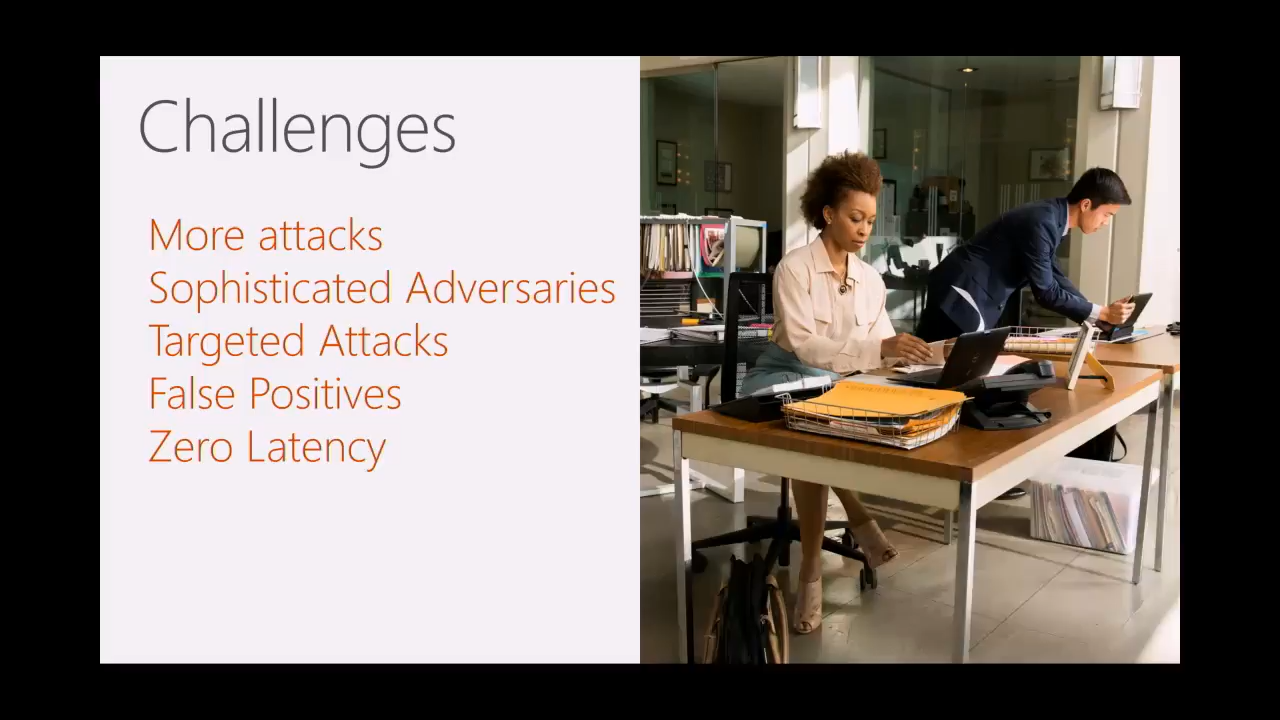 Challenges
More attacks
Sophisticated Adversaries
Targeted Attacks
False Positives
Zero Latency